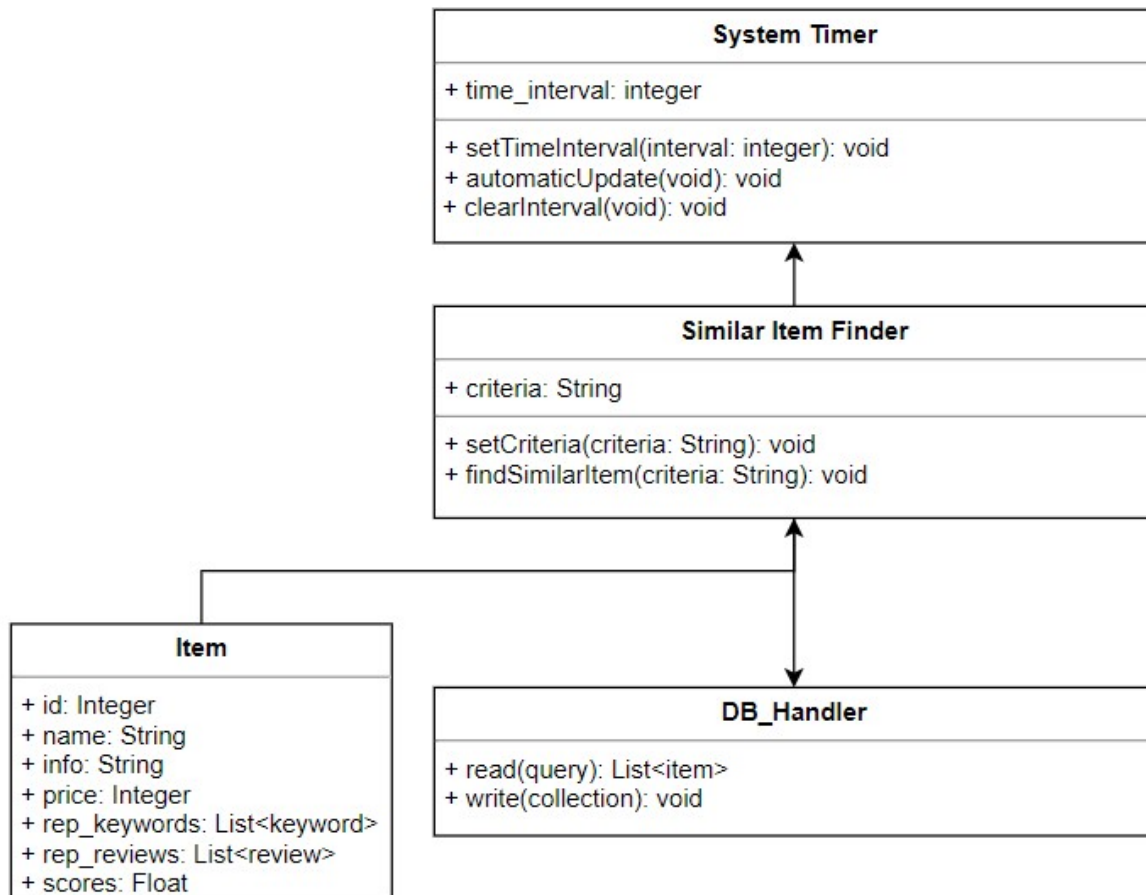 System Timer
+ time_interval: integer
+ setTimeInterval(interval: integer): void
+ automaticUpdate(void): void
+ clearInterval(void): void
Similar Item Finder
+ criteria: String
+ setCriteria(criteria: String): void
+ findSimilarItem(criteria: String): void
Item
+ id: Integer
+ name: String
+ info: String
+ price: Integer
+ rep_keywords: List<keyword>
+ rep_reviews: List<review>
+ scores: Float
DB_Handler
+ read(query): List<item>
+ write(collection): void